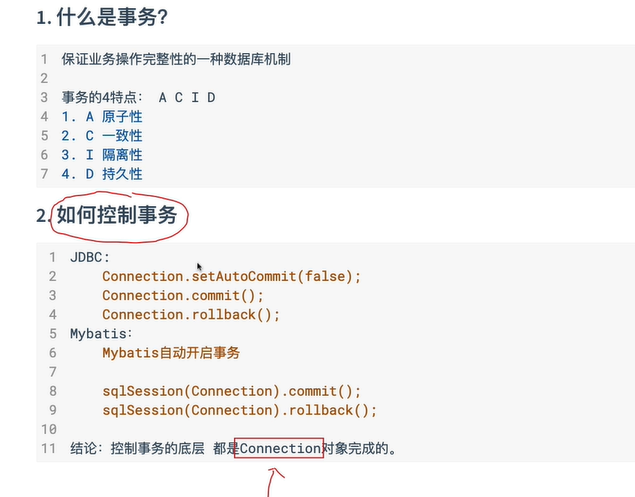 1. 什么是事务?
1 保证业务操作完整性的一种数据库机制
2
3 事务的4特点： A C I D
4 1. A 原子性
5 2. C 一致性
6 3. I 隔离性
7 4. D 持久性
2. 如何控制事务
1 JDBC:
2 Connection.setAutoCommit(false);
3 Connection.commit();
4 Connection.rollback();
5 Mybatis：
6 Mybatis自动开启事务
7
8 sqlSession(Connection).commit();
9 sqlSession(Connection).rollback();
10
11 结论：控制事务的底层 都是Connection对象完成的。